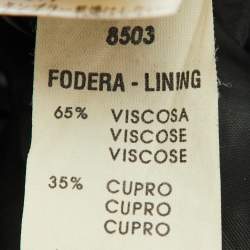 8503
FODERA - LINING
65% VISCOSA
VISCOSE
VISCOSE
35% CUPRO
CUPRO
CUPRO